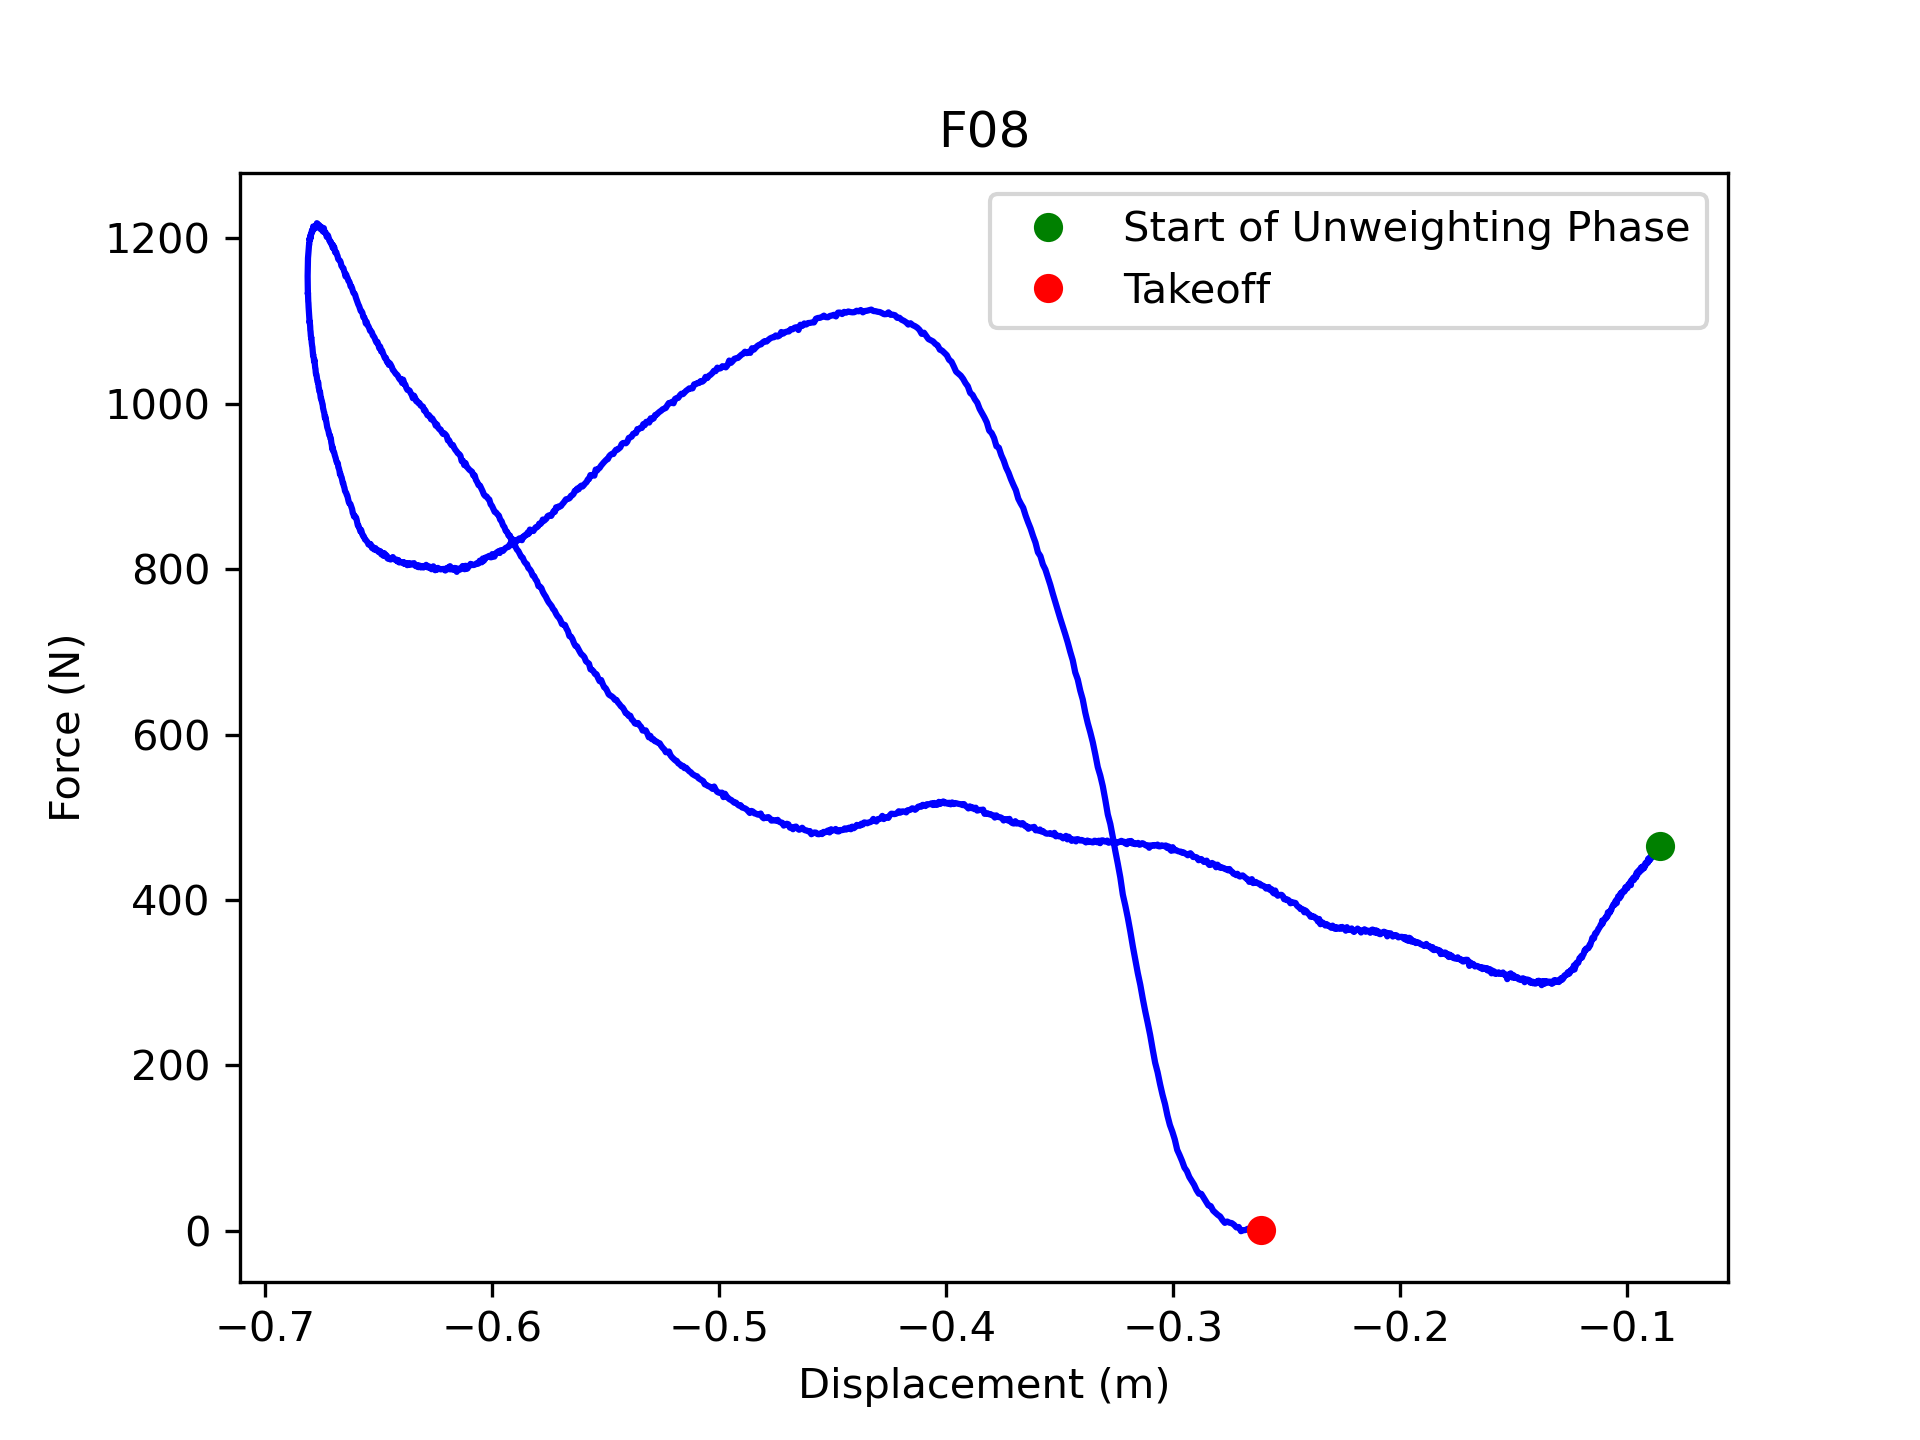 F08
Start of Unweighting Phase
Takeoff
1200
1000
800
600
400
200
0
Force (N)
−0.7 −0.6 −0.5 −0.4 −0.3 −0.2 −0.1
Displacement (m)